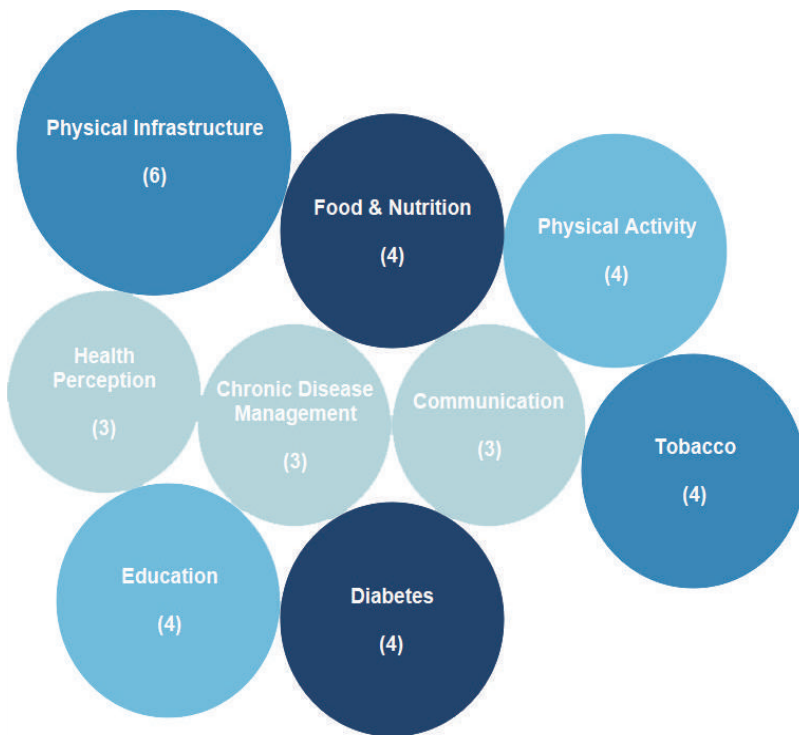 Physical Infrastructure
(6)
Food & Nutrition
(4)
Physical Activity
(4)
Health
Perception
(3)
Chronic Disease
Management
(3)
Communication
(3)
Tobacco
(4)
Education
(4)
Diabetes
(4)